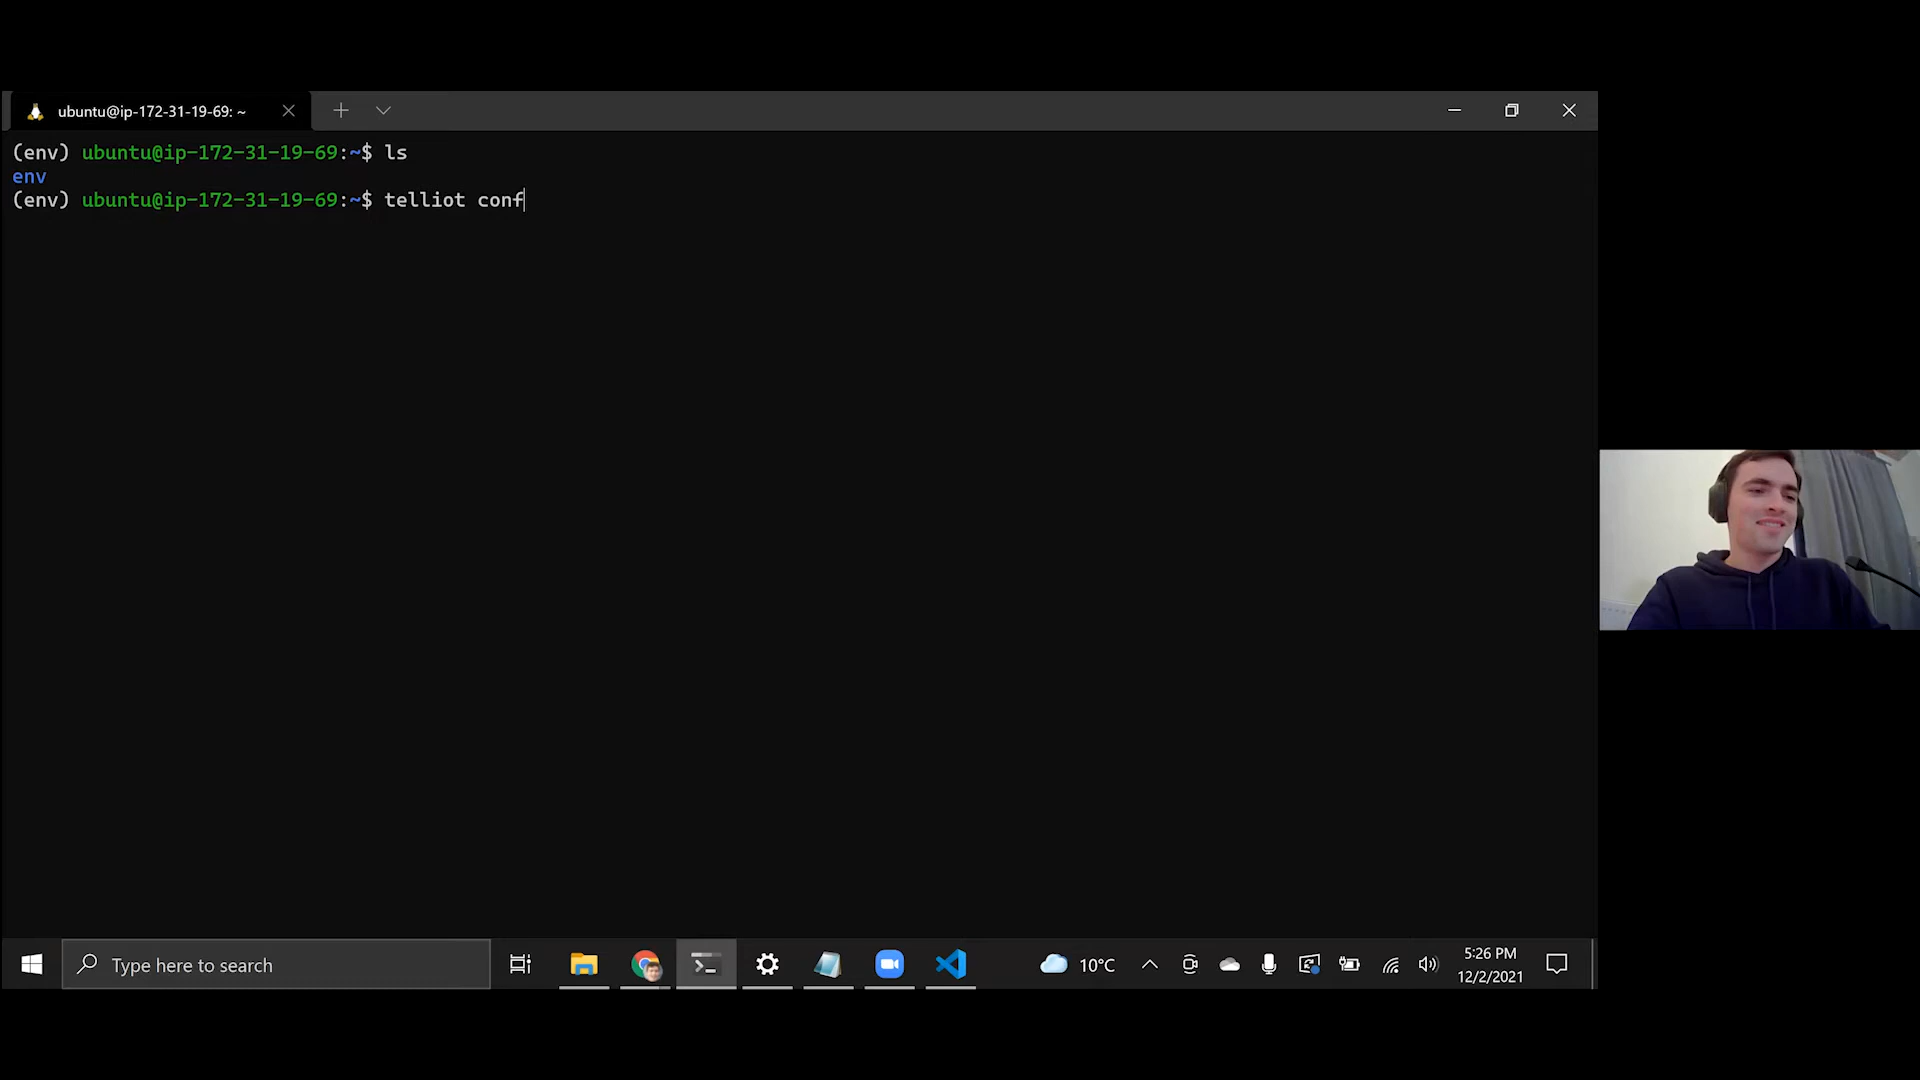 ubuntu@ip-172-31-19-69: ~
(env) ubuntu@ip-172-31-19-69:~$ ls
env
(env) ubuntu@ip-172-31-19-69:~$ telliot conf
Type here to search
10°C
5:26 PM
12/2/2021